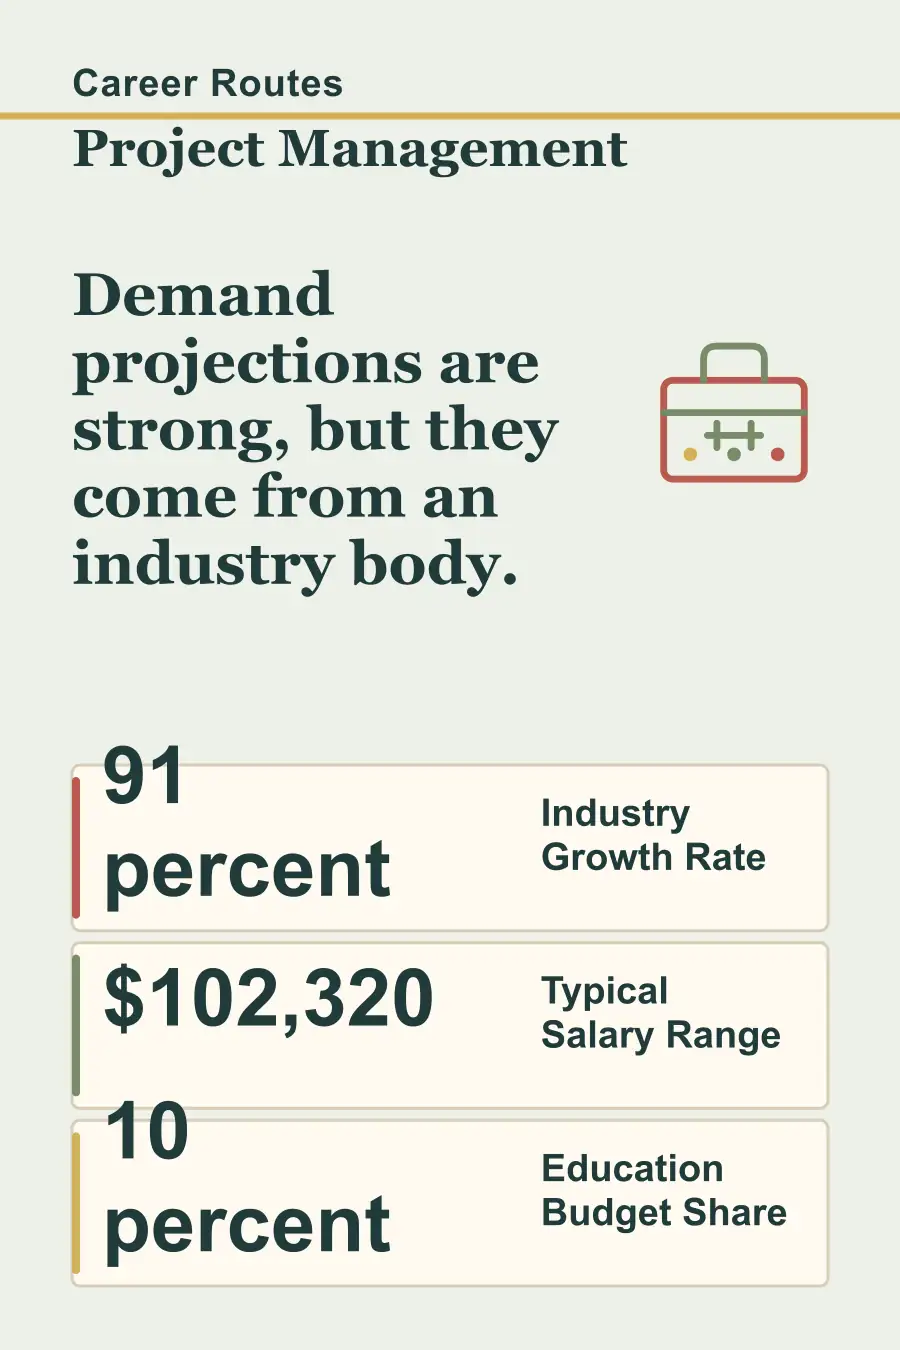 Career Routes
Project Management
Demand
projections are
strong, but they
come from an
industry body.
91
percent
Industry
Growth Rate
$102,320
Typical
Salary Range
10
percent
Education
Budget Share